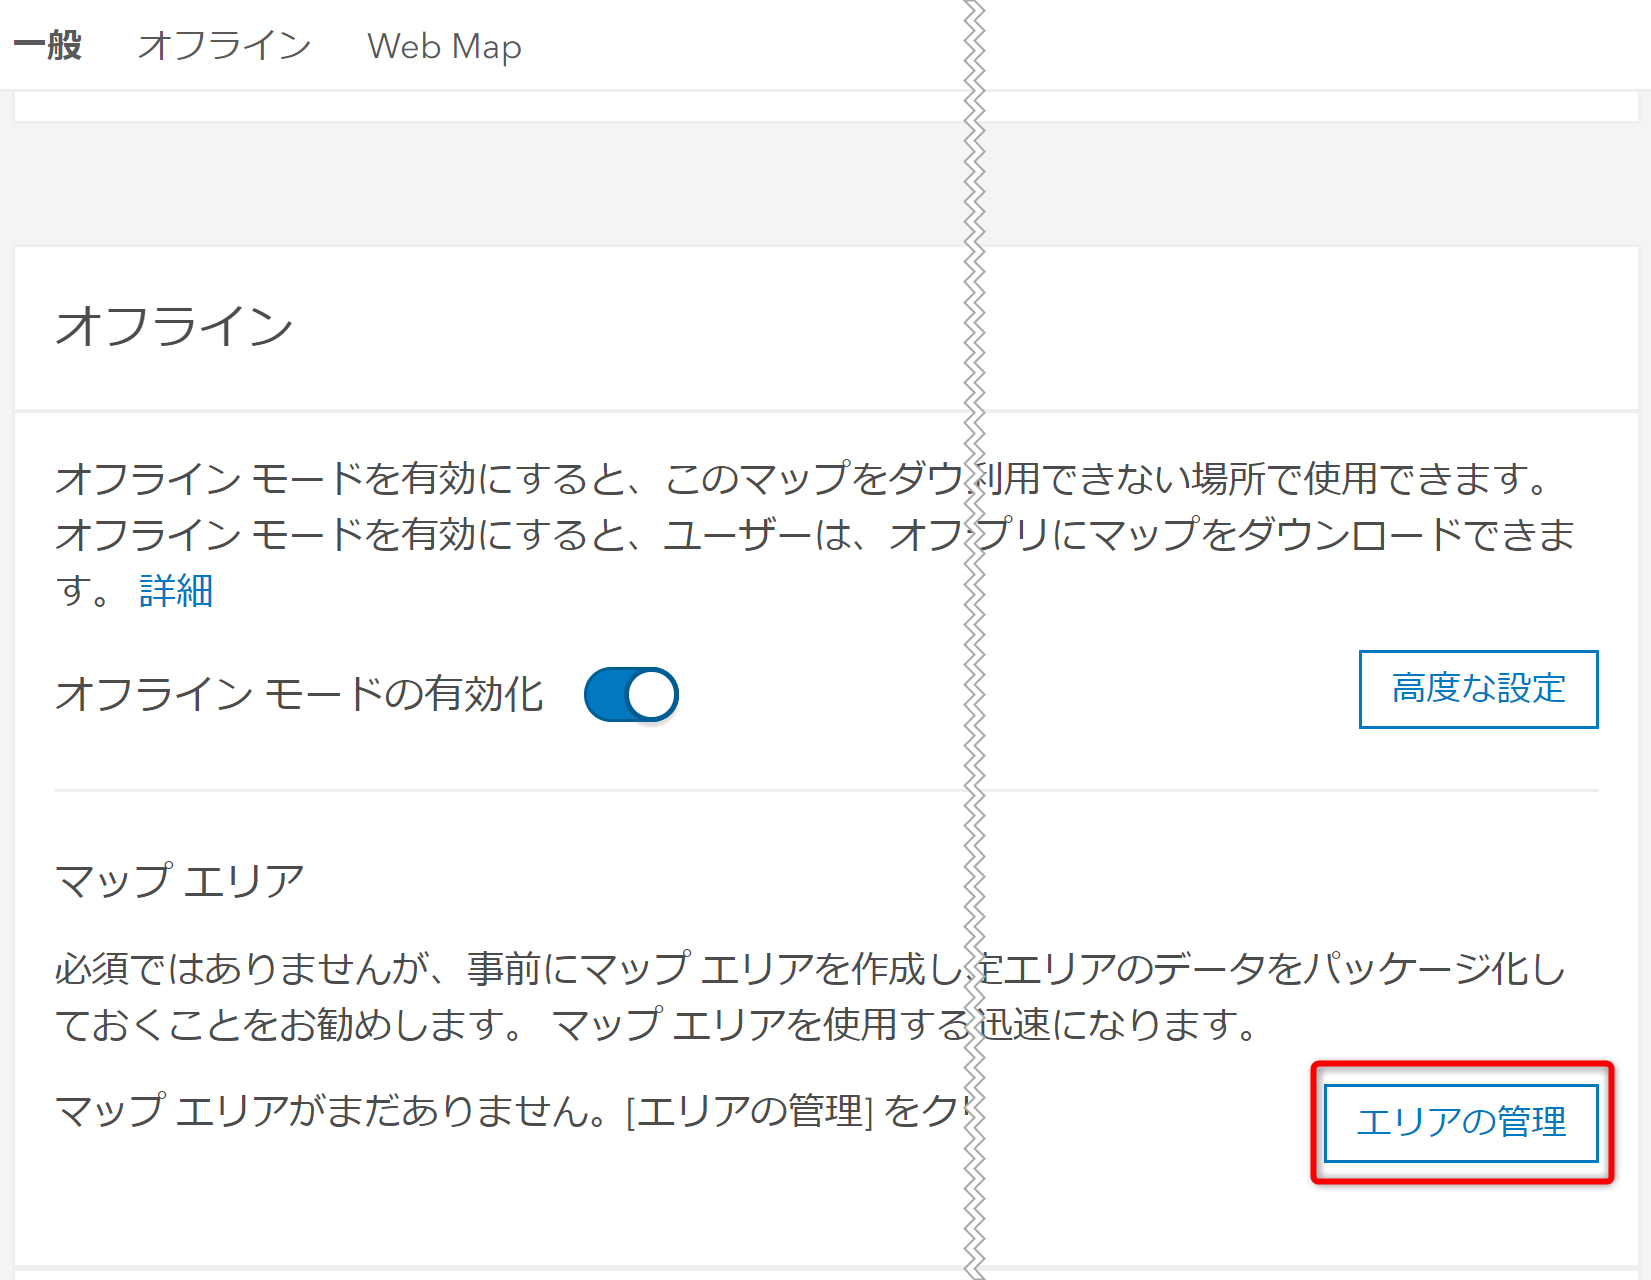 一般 オフライン Web Map
オフライン
オフライン モードを有効にすると、このマップをダウ利用できない場所で使用できます。
オフライン モードを有効にすると、ユーザーは、オフプリにマップをダウンロードできま
す。 詳細
オフライン モードの有効化 高度な設定
マップ エリア
必須ではありませんが、事前にマップ エリアを作成し定エリアのデータをパッケージ化し
ておくことをお勧めします。 マップ エリアを使用する迅速になります。
マップ エリアがまだありません。[エリアの管理] をク
エリアの管理